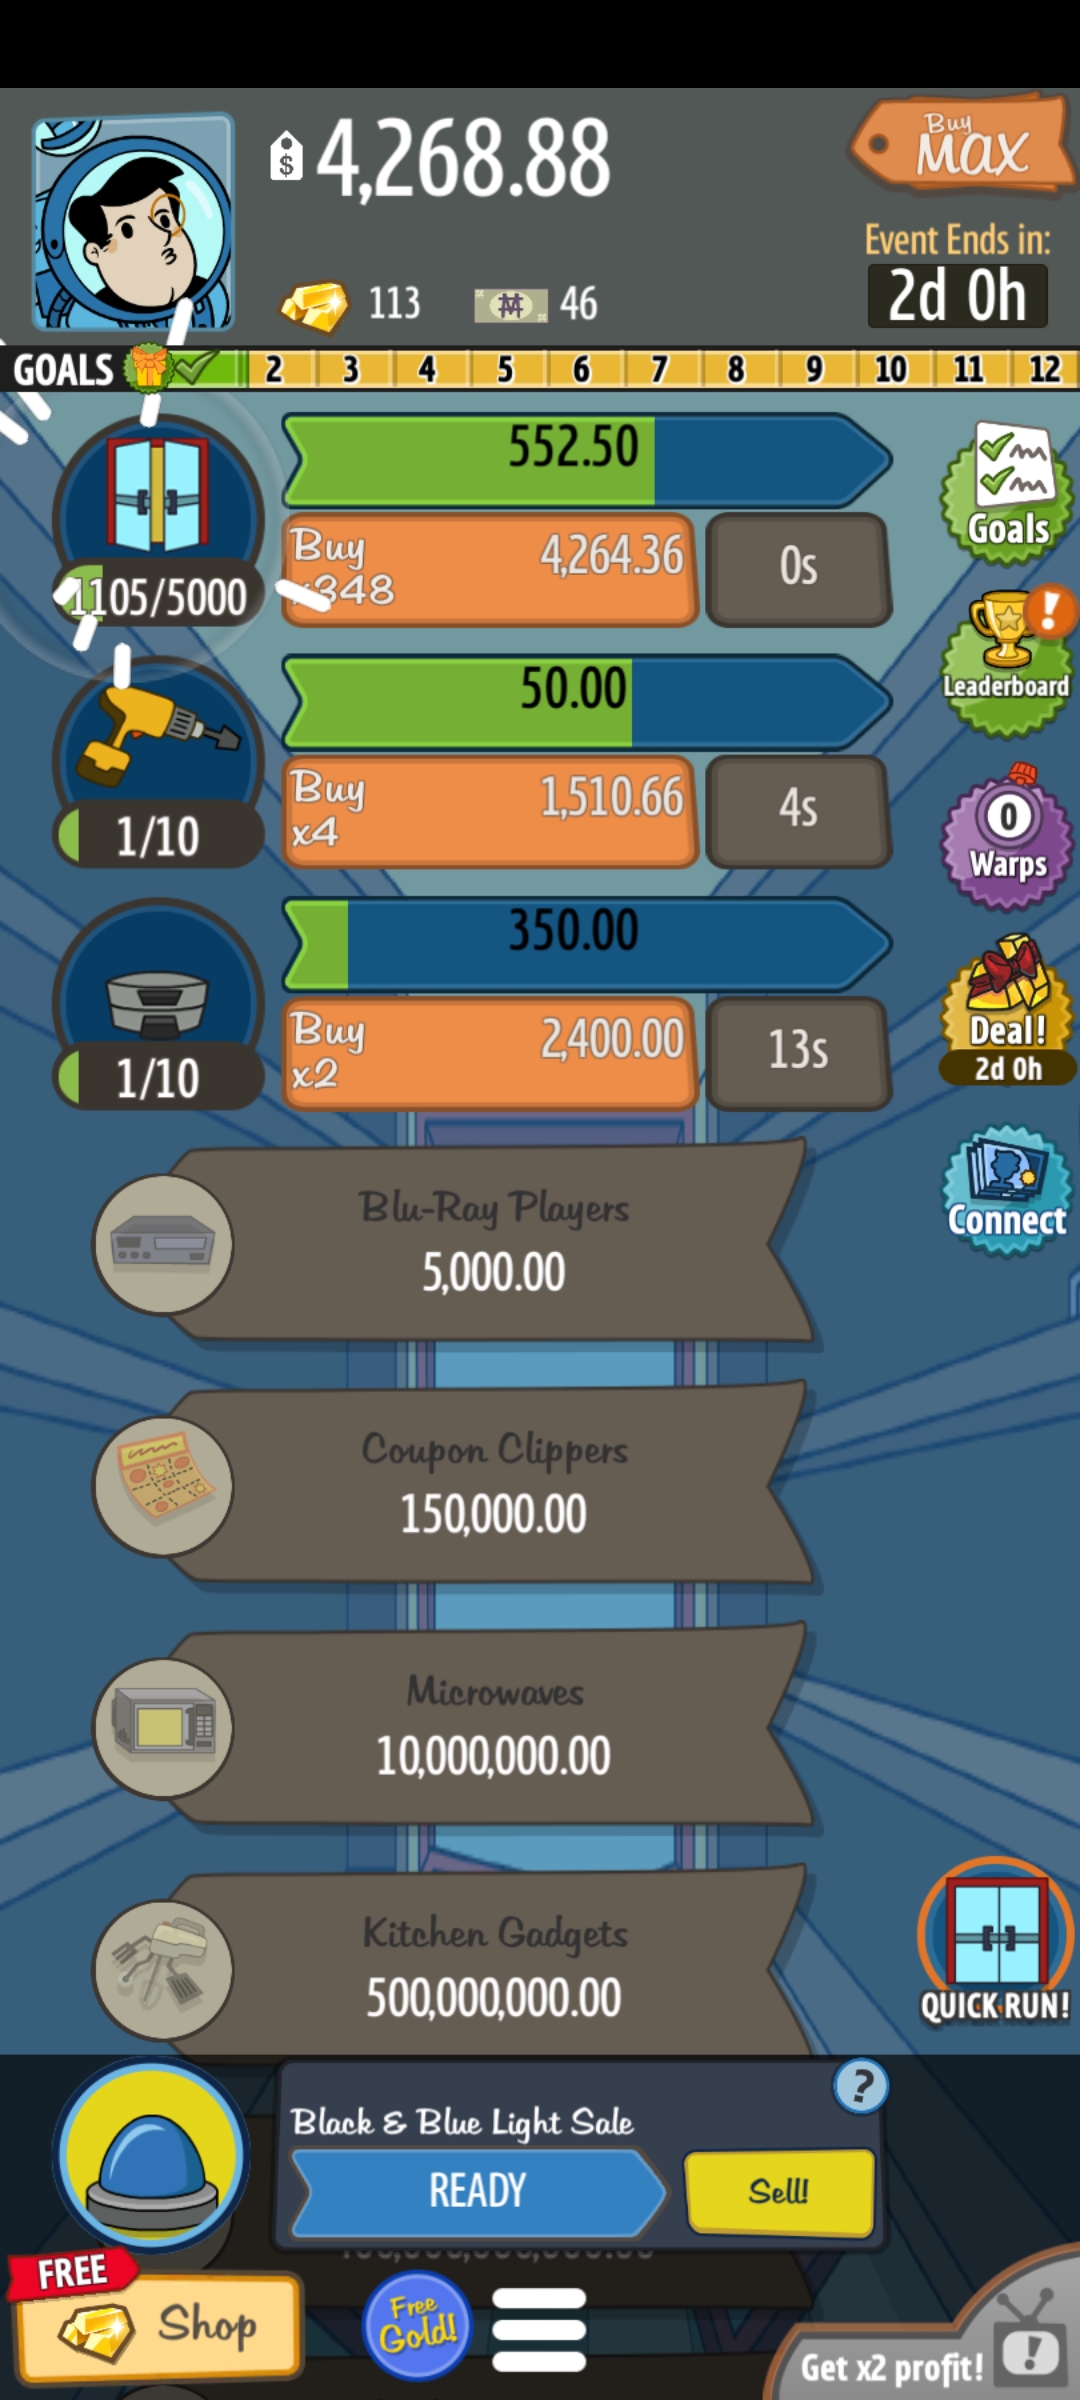 4,268.88
Buy
MAX
Event Ends in:
2d 0h
113
46
GOALS 2 3 4 5 6 7 8 9 10 11 12
552.50
Buy
x348
4,264.36
0s
1105/5000
Goals
Leaderboard
50.00
Buy
x4
1,510.66
4s
1/10
0
Warps
350.00
Buy
x2
2,400.00
13s
1/10
Deal!
2d 0h
Blu-Ray Players
5,000.00
Connect
Coupon Clippers
150,000.00
Microwaves
10,000,000.00
Kitchen Gadgets
500,000,000.00
QUICK RUN!
Black & Blue Light Sale
?
READY
Sell!
FREE
Shop
Free
Gold!
Get x2 profit!